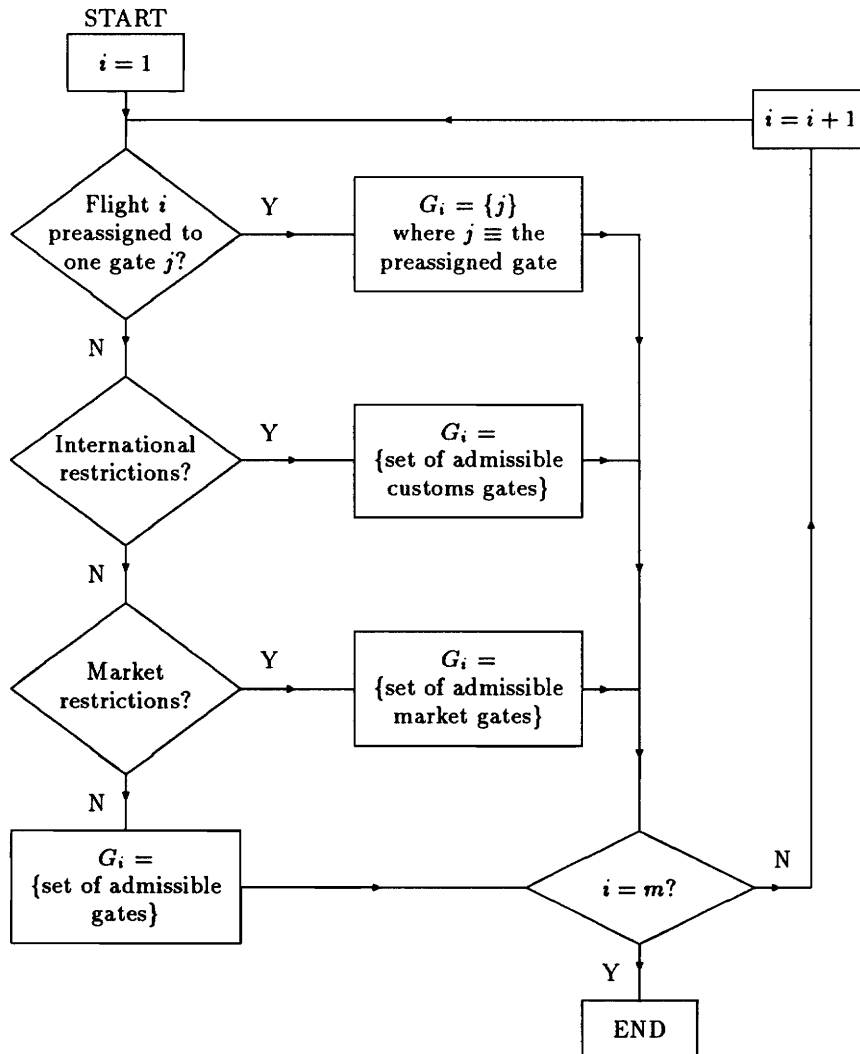 START
i = 1
i = i + 1
Flight i
preassigned to
one gate j?
Y
G_i = {j}
where j ≡ the
preassigned gate
N
International
restrictions?
Y
G_i =
{set of admissible
customs gates}
N
Market
restrictions?
Y
G_i =
{set of admissible
market gates}
N
G_i =
{set of admissible
gates}
i = m?
N
Y
END